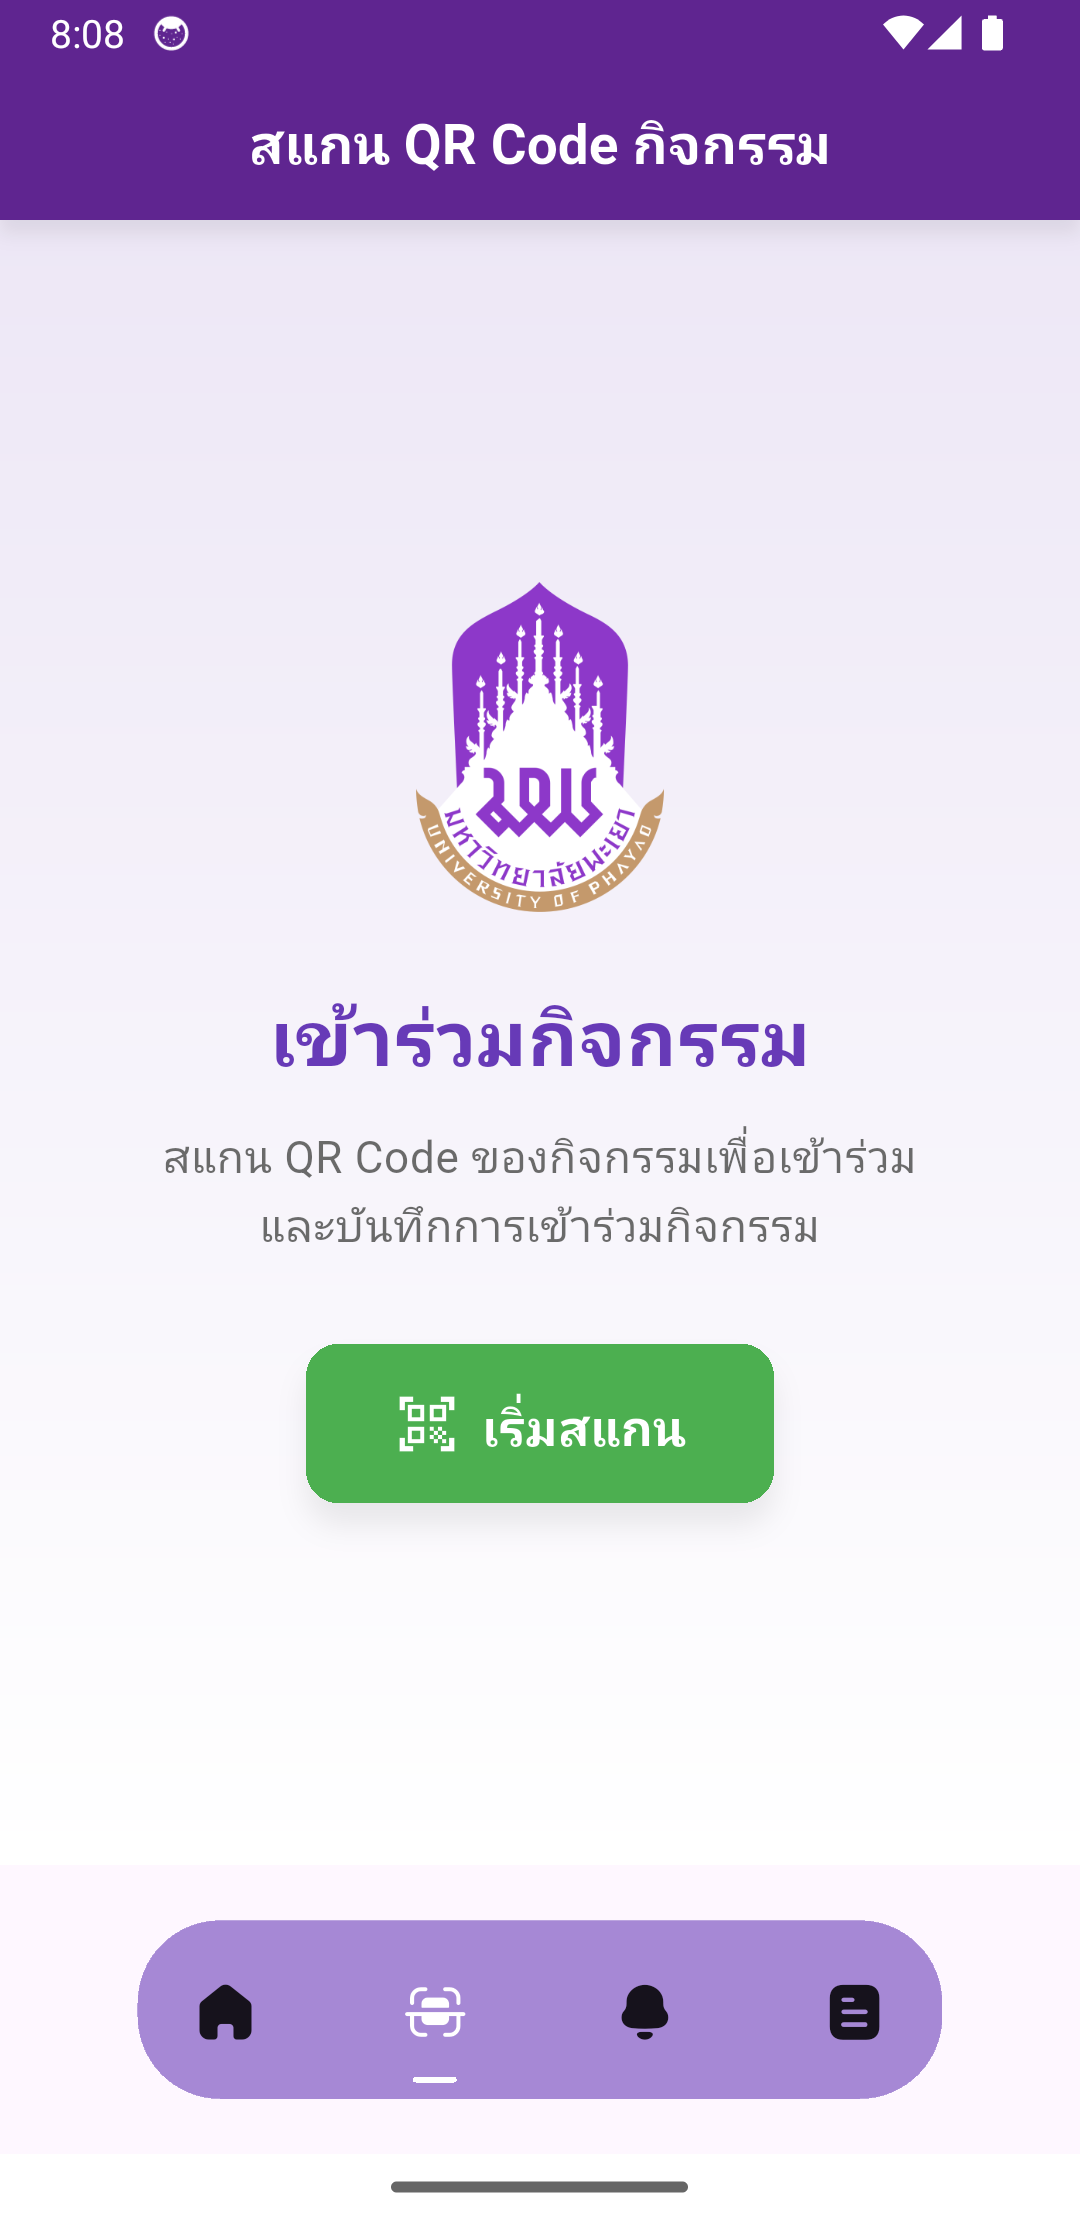 8:08
สแกน QR Code กิจกรรม
มหาวิทยาลัยพะเยา
UNIVERSITY OF PHAYAO
เข้าร่วมกิจกรรม
สแกน QR Code ของกิจกรรมเพื่อเข้าร่วม
และบันทึกการเข้าร่วมกิจกรรม
เริ่มสแกน